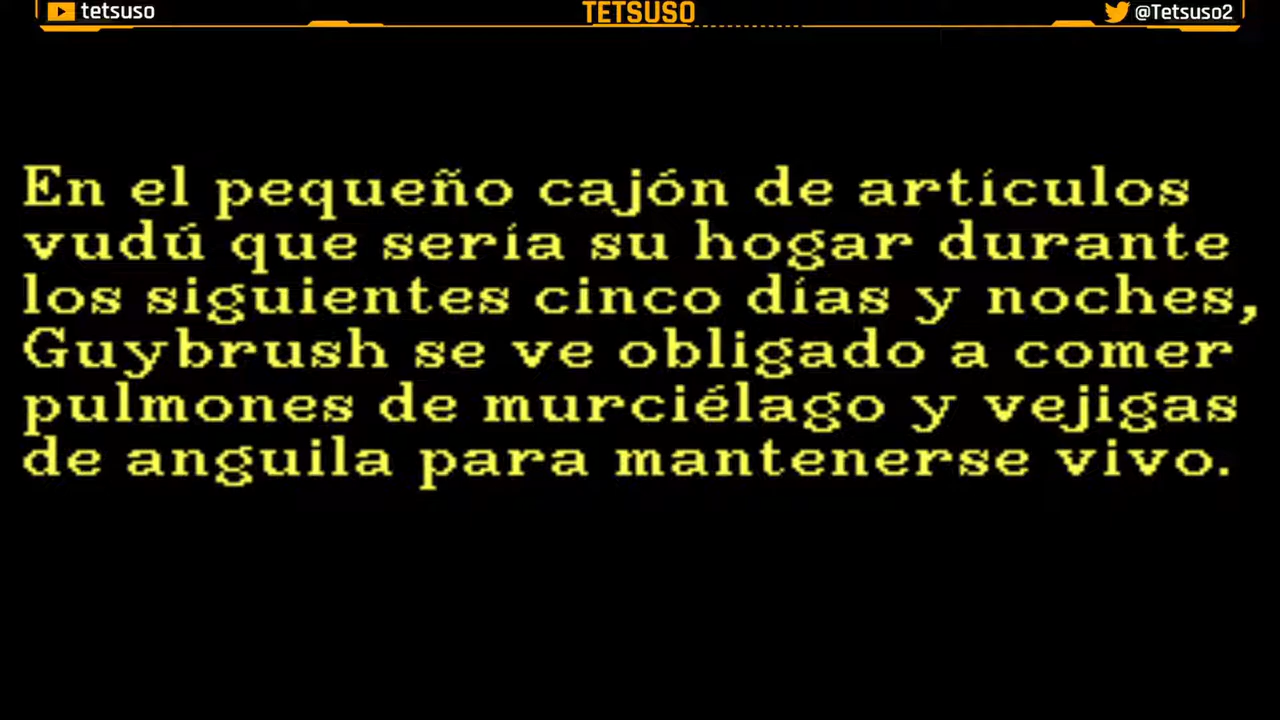 tetsuso
TETSUSO
@Tetsuso2
En el pequeño cajón de artículos
vudú que sería su hogar durante
los siguientes cinco días y noches,
Guybrush se ve obligado a comer
pulmones de murciélago y vejigas
de anguila para mantenerse vivo.